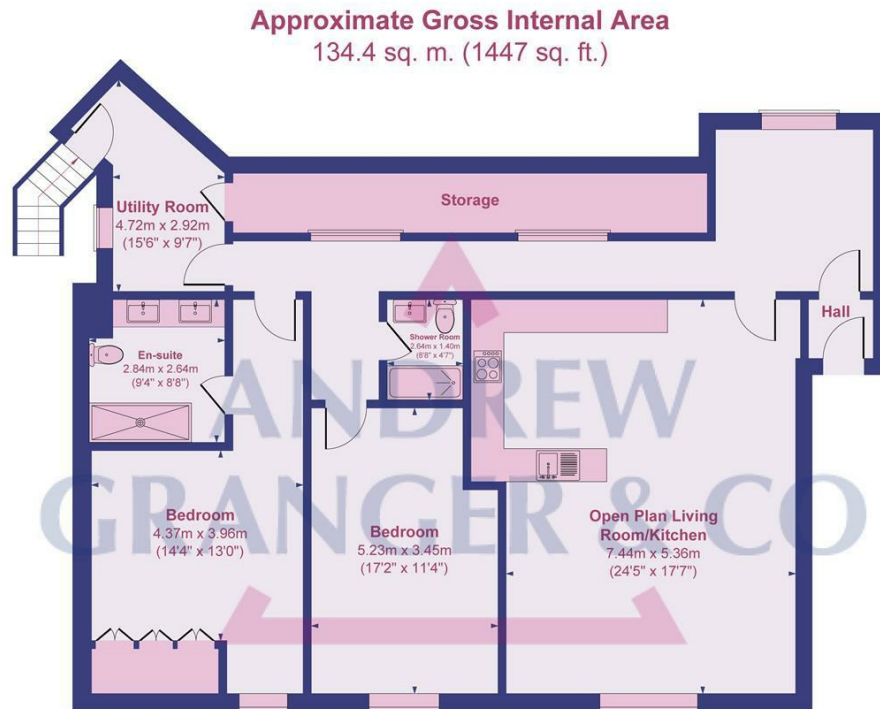 Approximate Gross Internal Area
134.4 sq. m. (1447 sq. ft.)
Storage
Utility Room
4.72m x 2.92m
(15'6" x 9'7")
Hall
En-suite
2.84m x 2.64m
(9'4" x 8'8")
Shower Room
2.64m x 1.40m
(8'8" x 4'7")
ANDREW
GRANGER & CO
Bedroom
4.37m x 3.96m
(14'4" x 13'0")
Bedroom
5.23m x 3.45m
(17'2" x 11'4")
Open Plan Living
Room/Kitchen
7.44m x 5.36m
(24'5" x 17'7")